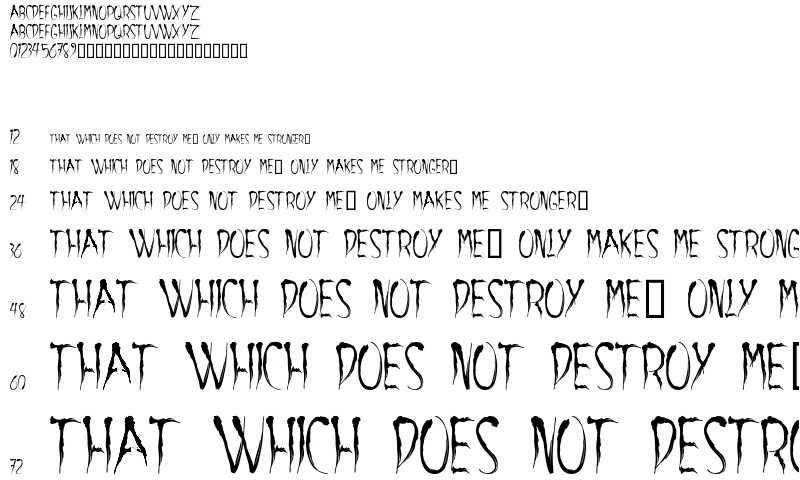 ABCDEFGHIJKLMNOPQRSTUVWXYZ
ABCDEFGHIJKLMNOPQRSTUVWXYZ
0123456789▯▯▯▯▯▯▯▯▯▯▯▯▯▯▯▯▯▯▯
12 THAT WHICH DOES NOT DESTROY ME▯ ONLY MAKES ME STRONGER▯
18 THAT WHICH DOES NOT DESTROY ME▯ ONLY MAKES ME STRONGER▯
24 THAT WHICH DOES NOT DESTROY ME▯ ONLY MAKES ME STRONGER▯
36 THAT WHICH DOES NOT DESTROY ME▯ ONLY MAKES ME STRONG
48 THAT WHICH DOES NOT DESTROY ME▯ ONLY M
60 THAT WHICH DOES NOT DESTROY ME▯
72 THAT WHICH DOES NOT DESTRO